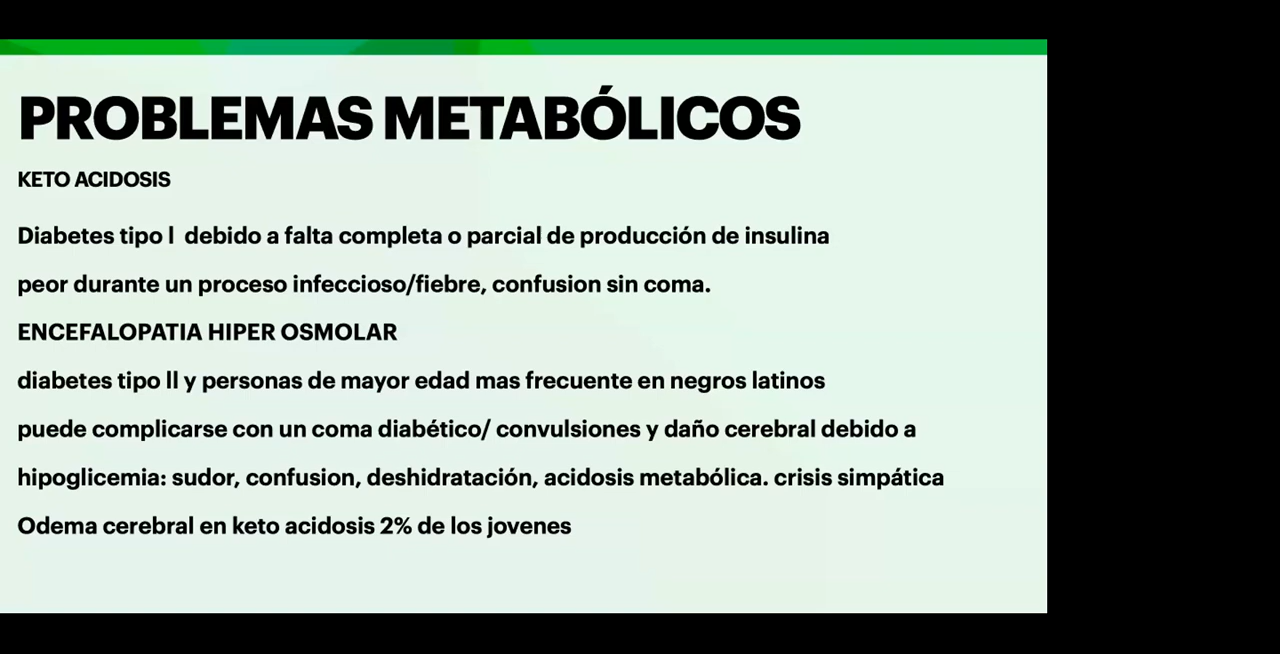 PROBLEMAS METABÓLICOS
KETO ACIDOSIS
Diabetes tipo l  debido a falta completa o parcial de producción de insulina
peor durante un proceso infeccioso/fiebre, confusion sin coma.
ENCEFALOPATIA HIPER OSMOLAR
diabetes tipo ll y personas de mayor edad mas frecuente en negros latinos
puede complicarse con un coma diabético/ convulsiones y daño cerebral debido a
hipoglicemia: sudor, confusion, deshidratación, acidosis metabólica. crisis simpática
Odema cerebral en keto acidosis 2% de los jovenes